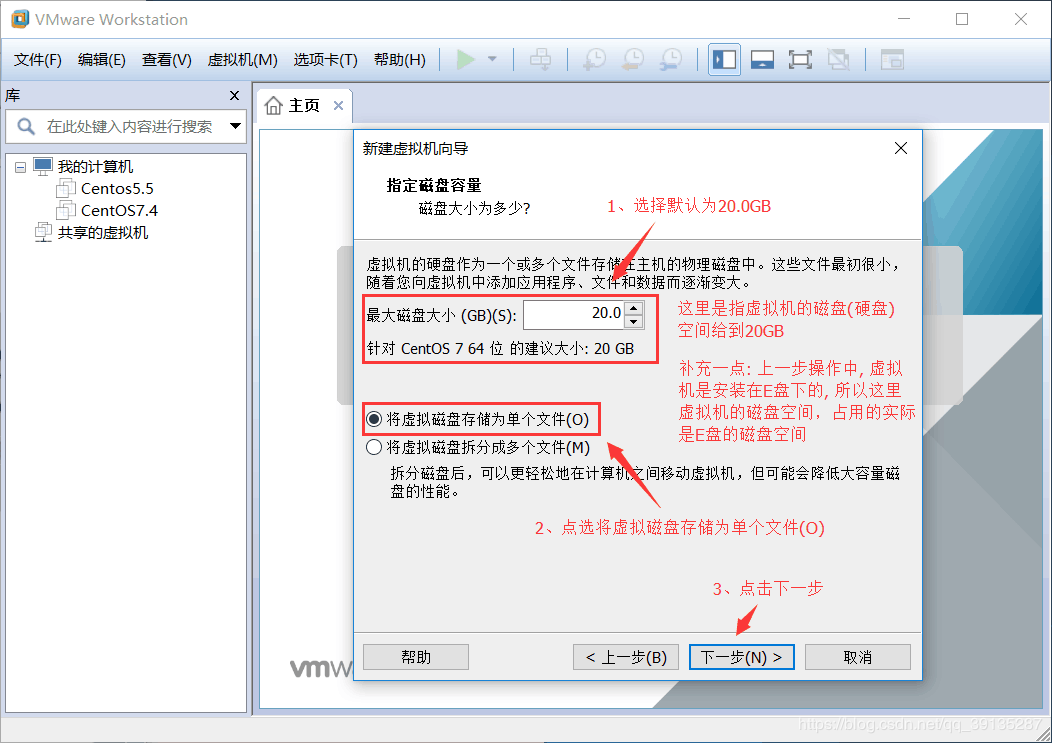 VMware Workstation
文件(F) 编辑(E) 查看(V) 虚拟机(M) 选项卡(T) 帮助(H)
库
在此处键入内容进行搜索
我的计算机
Centos5.5
CentOS7.4
共享的虚拟机
主页
新建虚拟机向导
指定磁盘容量
磁盘大小为多少?
1、选择默认为20.0GB
虚拟机的硬盘作为一个或多个文件存储在主机的物理磁盘中。这些文件最初很小，
随着您向虚拟机中添加应用程序、文件和数据而逐渐变大。
最大磁盘大小 (GB)(S): 20.0
针对 CentOS 7 64 位 的建议大小: 20 GB
这里是指虚拟机的磁盘(硬盘)
空间给到20GB
补充一点: 上一步操作中, 虚拟
机是安装在E盘下的, 所以这里
虚拟机的磁盘空间，占用的实际
是E盘的磁盘空间
将虚拟磁盘存储为单个文件(O)
将虚拟磁盘拆分成多个文件(M)
拆分磁盘后，可以更轻松地在计算机之间移动虚拟机，但可能会降低大容量磁
盘的性能。
2、点选将虚拟磁盘存储为单个文件(O)
3、点击下一步
帮助 < 上一步(B) 下一步(N) > 取消
vmw
https://blog.csdn.net/qq_39135287